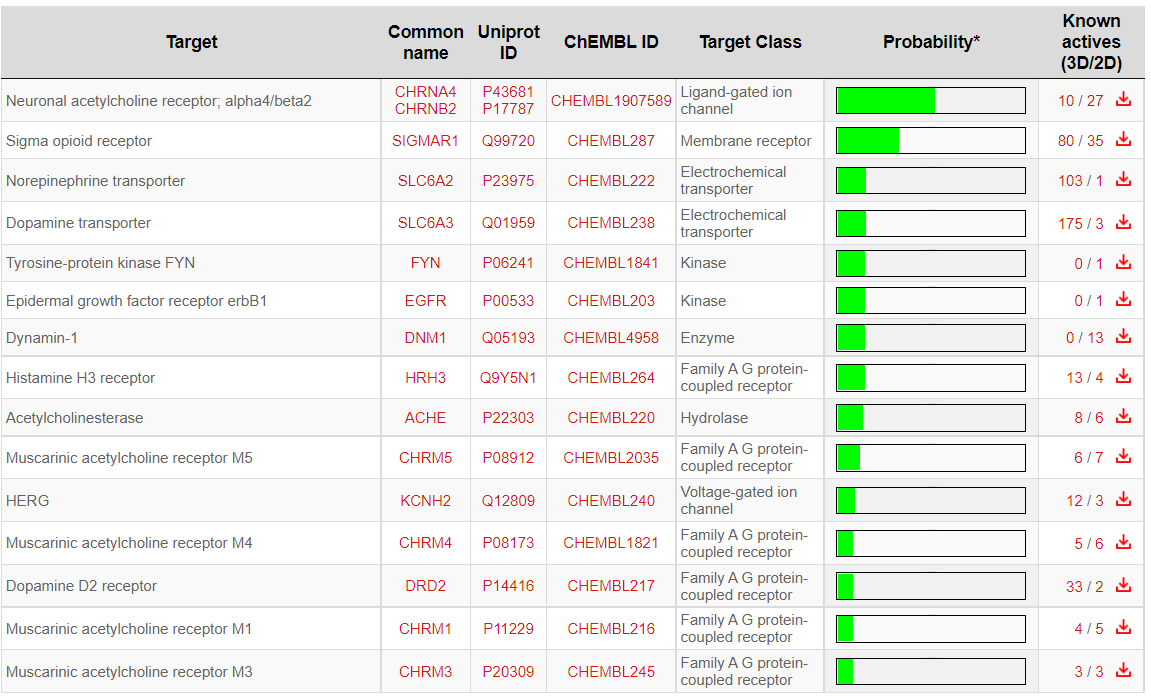 Target Common name Uniprot ID ChEMBL ID Target Class Probability* Known actives (3D/2D)
Neuronal acetylcholine receptor; alpha4/beta2 CHRNA4 CHRNB2 P43681 P17787 CHEMBL1907589 Ligand-gated ion channel 10 / 27
Sigma opioid receptor SIGMAR1 Q99720 CHEMBL287 Membrane receptor 80 / 35
Norepinephrine transporter SLC6A2 P23975 CHEMBL222 Electrochemical transporter 103 / 1
Dopamine transporter SLC6A3 Q01959 CHEMBL238 Electrochemical transporter 175 / 3
Tyrosine-protein kinase FYN FYN P06241 CHEMBL1841 Kinase 0 / 1
Epidermal growth factor receptor erbB1 EGFR P00533 CHEMBL203 Kinase 0 / 1
Dynamin-1 DNM1 Q05193 CHEMBL4958 Enzyme 0 / 13
Histamine H3 receptor HRH3 Q9Y5N1 CHEMBL264 Family A G protein-coupled receptor 13 / 4
Acetylcholinesterase ACHE P22303 CHEMBL220 Hydrolase 8 / 6
Muscarinic acetylcholine receptor M5 CHRM5 P08912 CHEMBL2035 Family A G protein-coupled receptor 6 / 7
HERG KCNH2 Q12809 CHEMBL240 Voltage-gated ion channel 12 / 3
Muscarinic acetylcholine receptor M4 CHRM4 P08173 CHEMBL1821 Family A G protein-coupled receptor 5 / 6
Dopamine D2 receptor DRD2 P14416 CHEMBL217 Family A G protein-coupled receptor 33 / 2
Muscarinic acetylcholine receptor M1 CHRM1 P11229 CHEMBL216 Family A G protein-coupled receptor 4 / 5
Muscarinic acetylcholine receptor M3 CHRM3 P20309 CHEMBL245 Family A G protein-coupled receptor 3 / 3